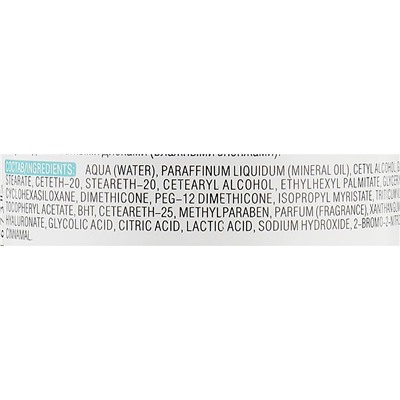 СОСТАВ/INGREDIENTS: AQUA (WATER), PARAFFINUM LIQUIDUM (MINERAL OIL), CETYL ALCOHOL,
STEARATE, CETETH-20, STEARETH-20, CETEARYL ALCOHOL, ETHYLHEXYL PALMITATE,
CYCLOHEXASILOXANE, DIMETHICONE, PEG-12 DIMETHICONE, ISOPROPYL MYRISTATE, TRITICUM
TOCOPHERYL ACETATE, BHT, CETEARETH-25, METHYLPARABEN, PARFUM (FRAGRANCE), XANTHAN GUM
HYALURONATE, GLYCOLIC ACID, CITRIC ACID, LACTIC ACID, SODIUM HYDROXIDE, 2-BROMO-2-NITRO
CINNAMAL.